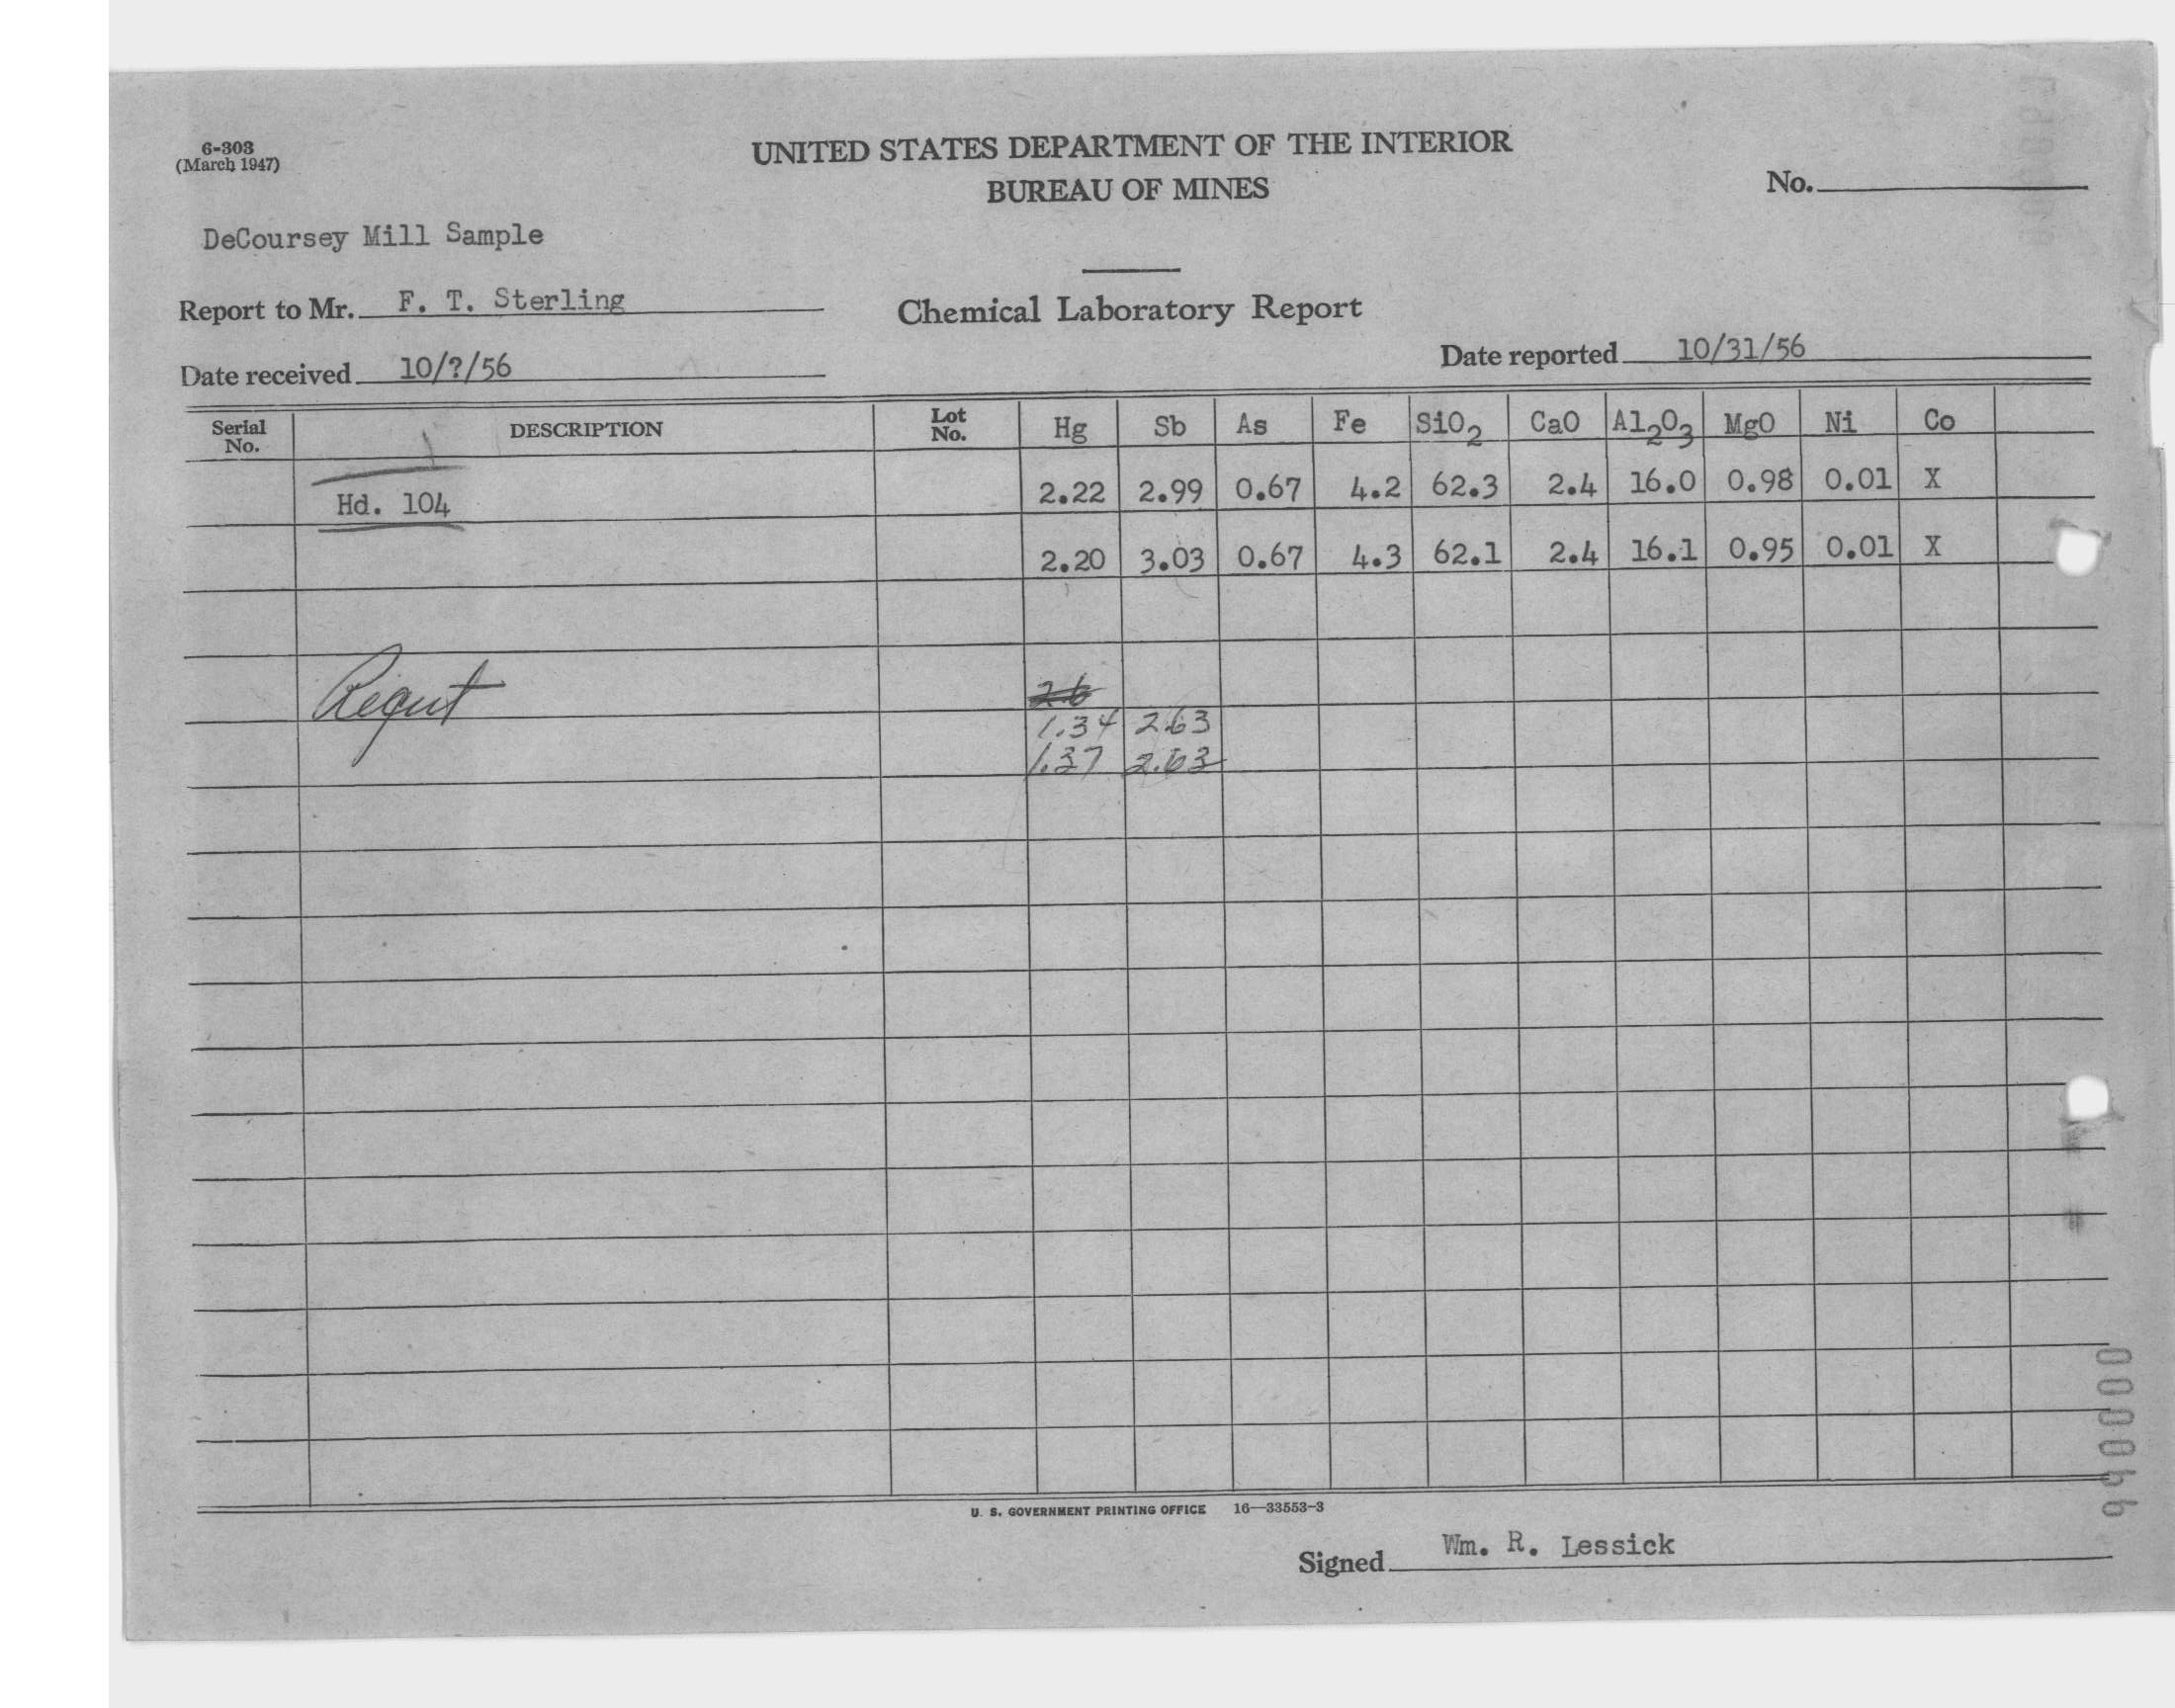 6-303
(March 1947)
UNITED STATES DEPARTMENT OF THE INTERIOR
BUREAU OF MINES
No.
DeCoursey Mill Sample
Report to Mr. F. T. Sterling
Chemical Laboratory Report
Date received 10/?/56
Date reported 10/31/56
Serial No. DESCRIPTION Lot No. Hg Sb As Fe SiO2 CaO Al2O3 MgO Ni Co
Hd. 104 2.22 2.99 0.67 4.2 62.3 2.4 16.0 0.98 0.01 X
2.20 3.03 0.67 4.3 62.1 2.4 16.1 0.95 0.01 X
1.34 2.63
1.37 2.63
U. S. GOVERNMENT PRINTING OFFICE 16—33553-3
Signed Wm. R. Lessick
000066